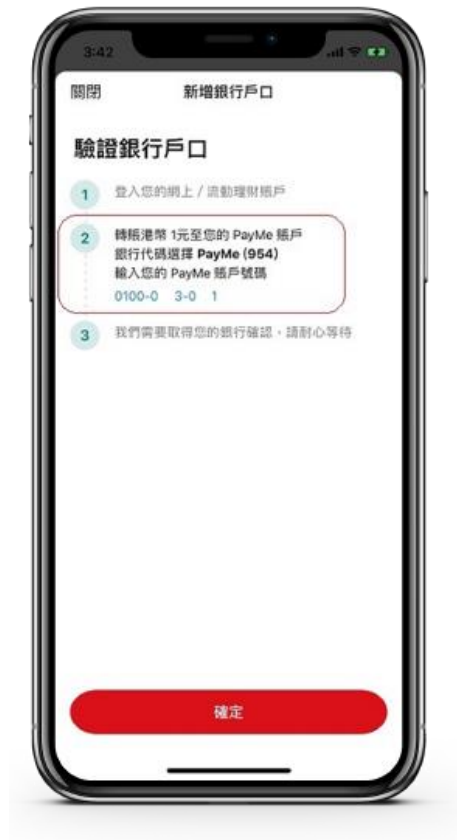 3:42
關閉
新增銀行戶口
驗證銀行戶口
1
登入您的網上 / 流動理財賬戶
2
轉賬港幣 1元至您的 PayMe 賬戶
銀行代碼選擇 PayMe (954)
輸入您的 PayMe 賬戶號碼
0100-0 3-0 1
3
我們需要取得您的銀行確認，請耐心等待
確定